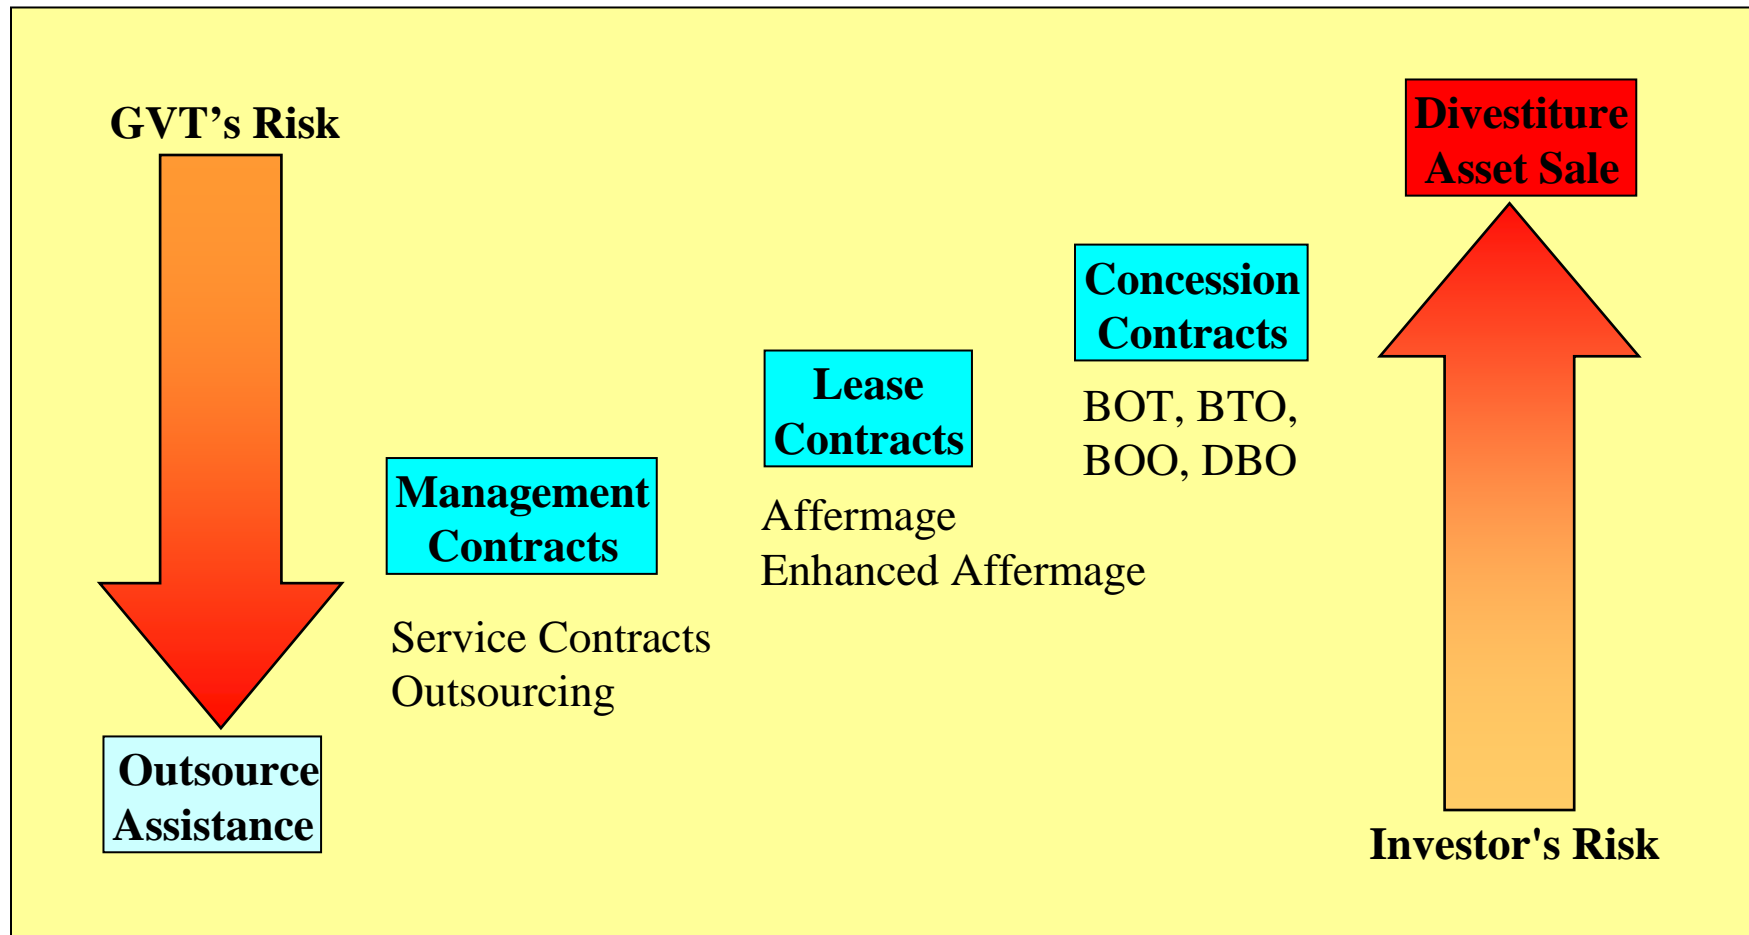 GVT’s Risk
Outsource
Assistance
Management
Contracts
Service Contracts
Outsourcing
Lease
Contracts
Affermage
Enhanced Affermage
Concession
Contracts
BOT, BTO,
BOO, DBO
Divestiture
Asset Sale
Investor's Risk